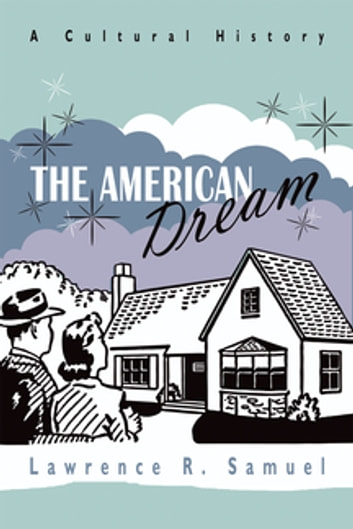 A Cultural History
THE AMERICAN
Dream
Lawrence R. Samuel